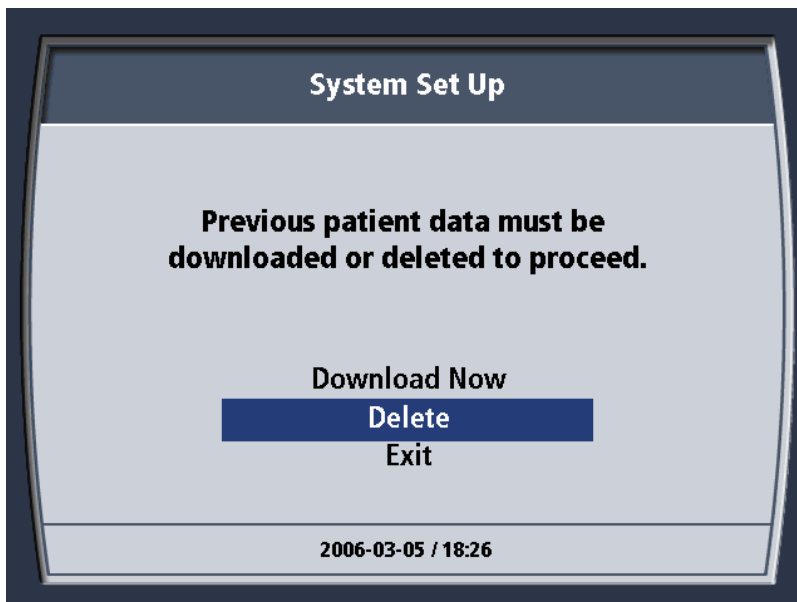 System Set Up
Previous patient data must be
downloaded or deleted to proceed.
Download Now
Delete
Exit
2006-03-05 / 18:26